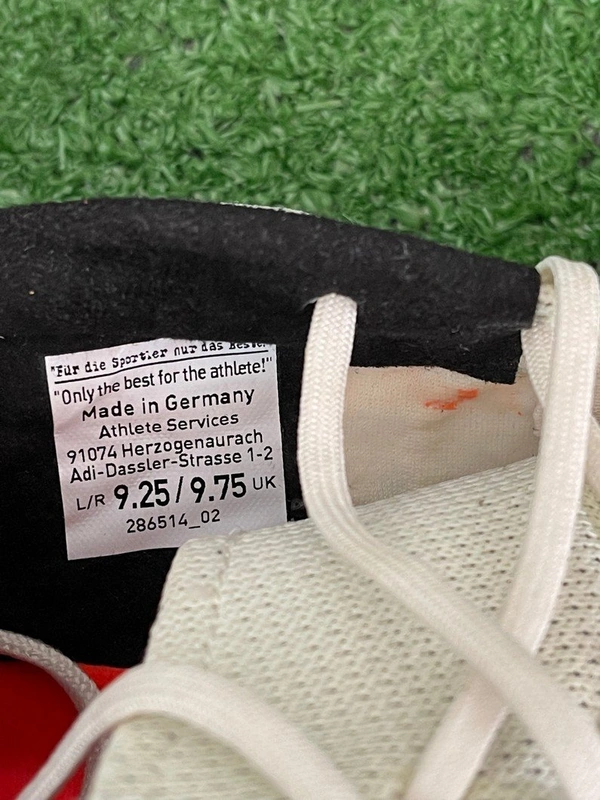 "Für die Sportler nur das Beste.
"Only the best for the athlete!"
Made in Germany
Athlete Services
91074 Herzogenaurach
Adi-Dassler-Strasse 1-2
L/R 9.25/9.75 UK
286514_02